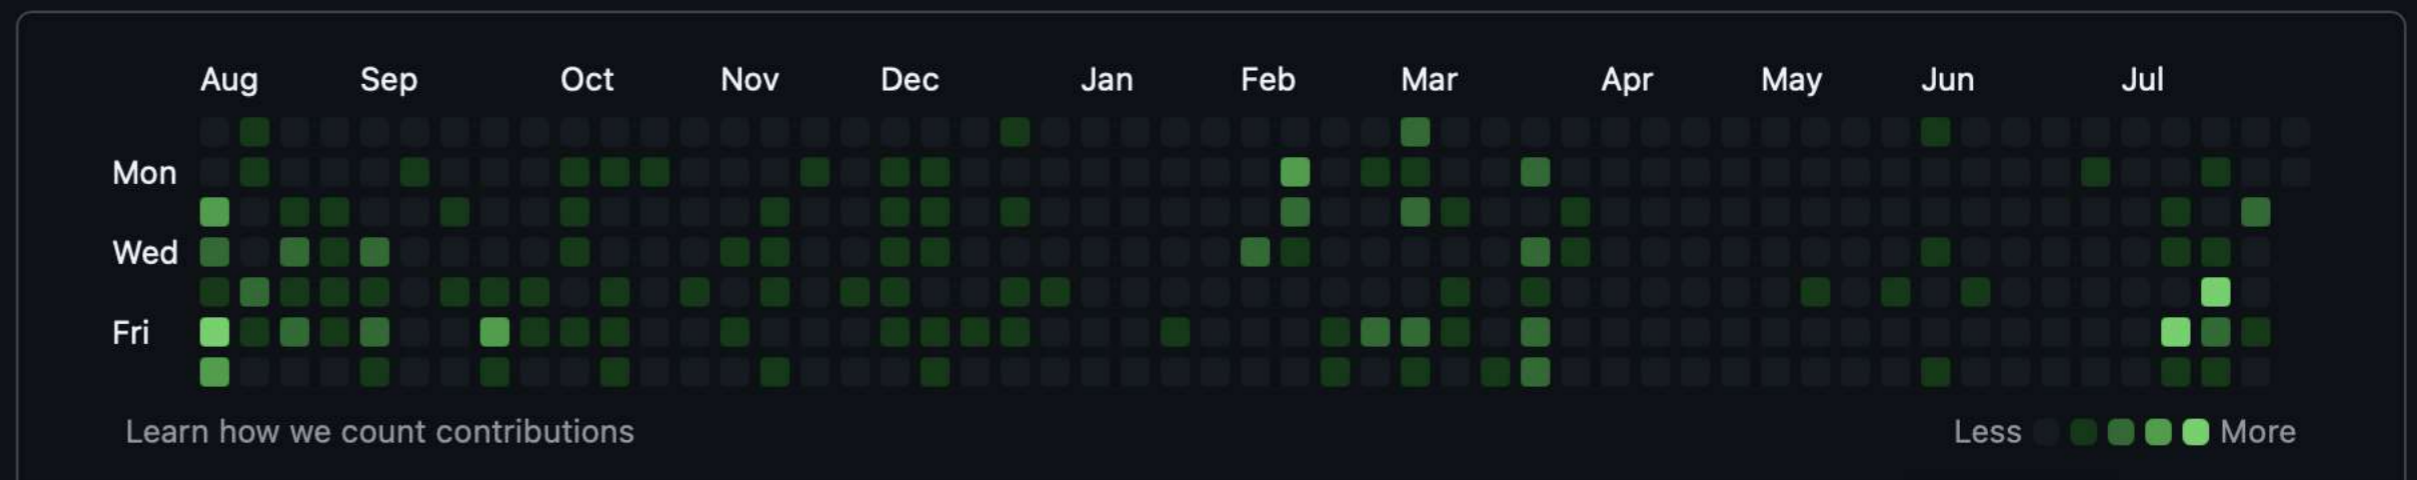 Aug Sep Oct Nov Dec Jan Feb Mar Apr May Jun Jul
Mon
Wed
Fri
Learn how we count contributions Less More